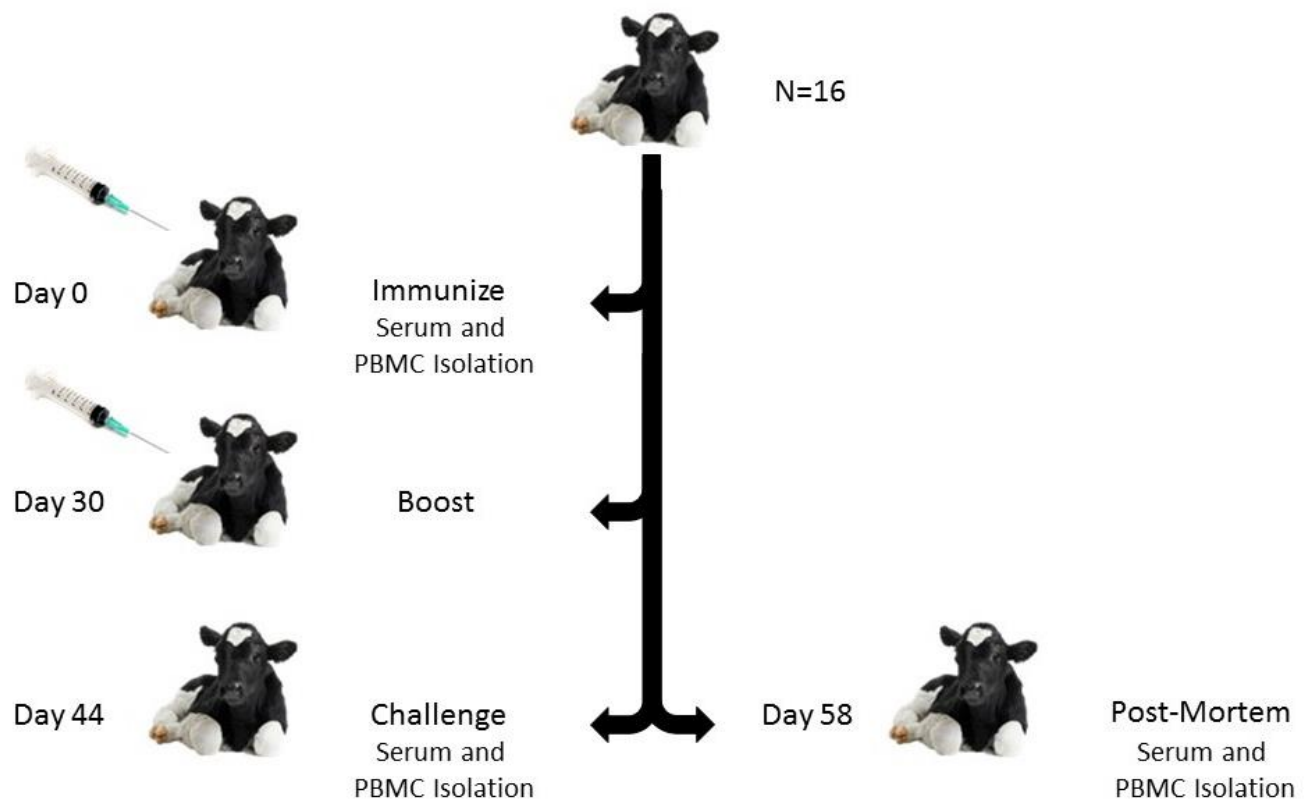 N=16
Day 0
Immunize
Serum and
PBMC Isolation
Day 30
Boost
Day 44
Challenge
Serum and
PBMC Isolation
Day 58
Post-Mortem
Serum and
PBMC Isolation